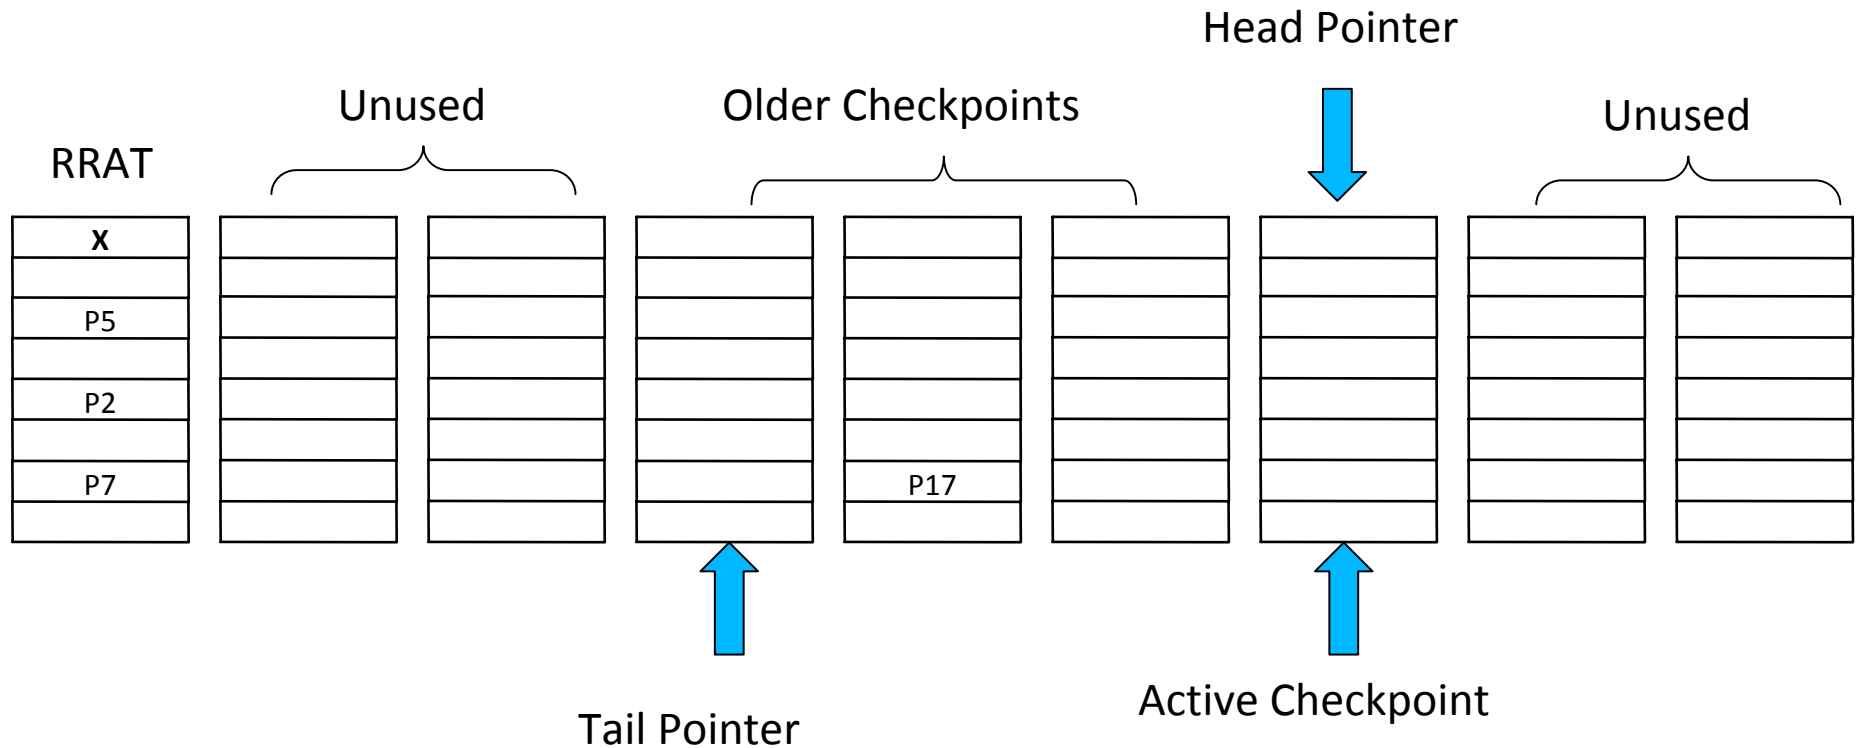 Head Pointer
Unused
Older Checkpoints
Unused
RRAT
X
P5
P2
P7
P17
Active Checkpoint
Tail Pointer